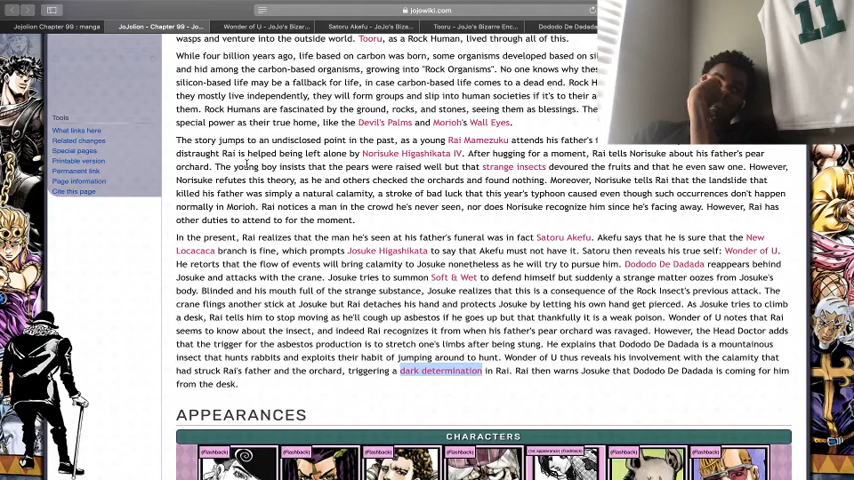 jojowiki.com
Jojolion Chapter 99 : manga
JoJolion - Chapter 99 - Jo...
Wonder of U - JoJo's Bizar...
Satoru Akefu - JoJo's Biza...
Tooru - JoJo's Bizarre Enc...
Dododo De Dadada
wasps and venture into the outside world. Tooru, as a Rock Human, lived through all of this.
While four billion years ago, life based on carbon was born, some organisms developed based on sil
and hid among the carbon-based organisms, growing into "Rock Organisms". No one knows why thes
silicon-based life may be a fallback for life, in case carbon-based life comes to a dead end. Roc
they mostly live independently, they will form groups and slip into human societies if it's to their a
them. Rock Humans are fascinated by the ground, rocks, and stones, seeing them as blessings. The
special power as their true home, like the Devil's Palms and Morioh's Wall Eyes.
Tools
What links here
Related changes
Special pages
Printable version
Permanent link
Page information
Cite this page
The story jumps to an undisclosed point in the past, as a young Rai Mamezuku attends his father's f
distraught Rai is helped being left alone by Norisuke Higashikata IV. After hugging for a moment, Rai tells Norisuke about his father's pear
orchard. The young boy insists that the pears were raised well but that strange insects devoured the fruits and that he even saw one. However,
Norisuke refutes this theory, as he and others checked the orchards and found nothing. Moreover, Norisuke tells Rai that the landslide that
killed his father was simply a natural calamity, a stroke of bad luck that this year's typhoon caused even though such occurrences don't happen
normally in Morioh. Rai notices a man in the crowd he's never seen, nor does Norisuke recognize him since he's facing away. However, Rai has
other duties to attend to for the moment.
In the present, Rai realizes that the man he's seen at his father's funeral was in fact Satoru Akefu. Akefu says that he is sure that the New
Locacaca branch is fine, which prompts Josuke Higashikata to say that Akefu must not have it. Satoru then reveals his true self: Wonder of U.
He retorts that the flow of events will bring calamity to Josuke nonetheless as he will try to pursue him. Dododo De Dadada reappears behind
Josuke and attacks with the crane. Josuke tries to summon Soft & Wet to defend himself but suddenly a strange matter oozes from Josuke's
body. Blinded and his mouth full of the strange substance, Josuke realizes that this is a consequence of the Rock Insect's previous attack. The
crane flings another stick at Josuke but Rai detaches his hand and protects Josuke by letting his own hand get pierced. As Josuke tries to climb
a desk, Rai tells him to stop moving as he'll cough up asbestos if he goes up but that thankfully it is a weak poison. Wonder of U notes that Rai
seems to know about the insect, and indeed Rai recognizes it from when his father's pear orchard was ravaged. However, the Head Doctor adds
that the trigger for the asbestos production is to stretch one's limbs after being stung. He explains that Dododo De Dadada is a mountainous
insect that hunts rabbits and exploits their habit of jumping around to hunt. Wonder of U thus reveals his involvement with the calamity that
had struck Rai's father and the orchard, triggering a dark determination in Rai. Rai then warns Josuke that Dododo De Dadada is coming for him
from the desk.
APPEARANCES
CHARACTERS
(Flashback)
(Flashback)
(Flashback)
(Flashback)
(Flashback)
(Flashback)
11